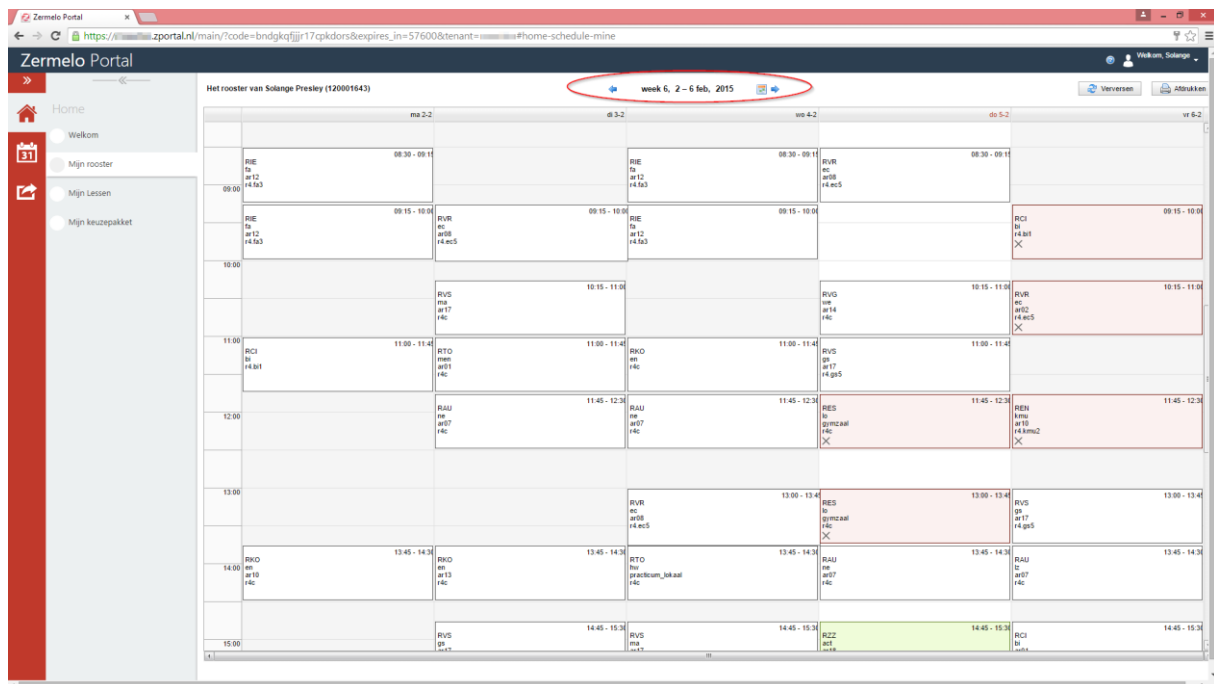 Zermelo Portal
https:// .zportal.nl/main/?code=bndgkqfjjjr17cpkdors&expires_in=57600&tenant= #home-schedule-mine
Zermelo Portal
Welkom, Solange
Home
Welkom
Mijn rooster
Mijn Lessen
Mijn keuzepakket
31
Het rooster van Solange Presley (120001643)
week 6, 2 – 6 feb, 2015
Verversen
Afdrukken
ma 2-2 di 3-2 wo 4-2 do 5-2 vr 6-2
08:30 - 09:15
RIE
fa
ar12
r4.fa3
08:30 - 09:15
RIE
fa
ar12
r4.fa3
08:30 - 09:15
RVR
ec
ar08
r4.ec5
09:00
09:15 - 10:00
RIE
fa
ar12
r4.fa3
09:15 - 10:00
RVR
ec
ar08
r4.ec5
09:15 - 10:00
RIE
fa
ar12
r4.fa3
09:15 - 10:00
RCI
bi
r4.bi1
10:00
10:15 - 11:00
RVS
ma
ar17
r4c
10:15 - 11:00
RVG
we
ar14
r4c
10:15 - 11:00
RVR
ec
ar02
r4.ec5
11:00
11:00 - 11:45
RCI
bi
r4.bi1
11:00 - 11:45
RTO
men
ar01
r4c
11:00 - 11:45
RKO
en
r4c
11:00 - 11:45
RVS
gs
ar17
r4.gs5
11:45 - 12:30
RAU
ne
ar07
r4c
11:45 - 12:30
RAU
ne
ar07
r4c
11:45 - 12:30
RES
lo
gymzaal
r4c
11:45 - 12:30
REN
kmu
ar10
r4.kmu2
12:00
13:00
13:00 - 13:45
RVR
ec
ar08
r4.ec5
13:00 - 13:45
RES
lo
gymzaal
r4c
13:00 - 13:45
RVS
gs
ar17
r4.gs5
13:45 - 14:30
RKO
en
ar10
r4c
13:45 - 14:30
RKO
en
ar13
r4c
13:45 - 14:30
RTO
hw
practicum_lokaal
r4c
13:45 - 14:30
RAU
ne
ar07
r4c
13:45 - 14:30
RAU
lz
ar07
r4c
14:00
14:45 - 15:30
RVS
gs
14:45 - 15:30
RVS
ma
14:45 - 15:30
RZZ
act
14:45 - 15:30
RCI
bi
15:00